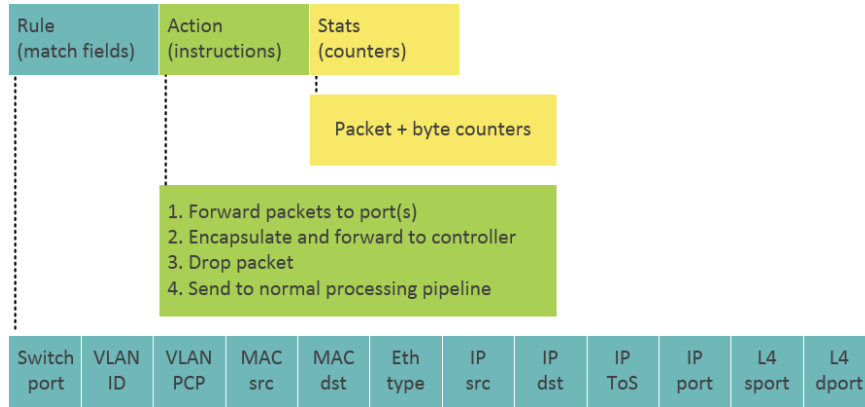 Rule
(match fields)
Action
(instructions)
Stats
(counters)
Packet + byte counters
1. Forward packets to port(s)
2. Encapsulate and forward to controller
3. Drop packet
4. Send to normal processing pipeline
Switch
port
VLAN
ID
VLAN
PCP
MAC
src
MAC
dst
Eth
type
IP
src
IP
dst
IP
ToS
IP
port
L4
sport
L4
dport